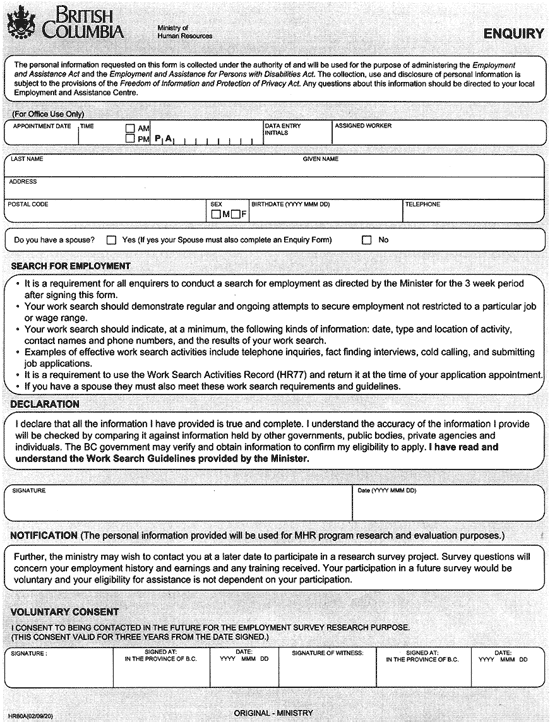 BRITISH
COLUMBIA
Ministry of
Human Resources
ENQUIRY
The personal information requested on this form is collected under the authority of and will be used for the purpose of administering the Employment
and Assistance Act and the Employment and Assistance for Persons with Disabilities Act. The collection, use and disclosure of personal information is
subject to the provisions of the Freedom of Information and Protection of Privacy Act. Any questions about this information should be directed to your local
Employment and Assistance Centre.
(For Office Use Only)
APPOINTMENT DATE TIME AM PM P A DATA ENTRY INITIALS ASSIGNED WORKER
LAST NAME GIVEN NAME
ADDRESS
POSTAL CODE SEX M F BIRTHDATE (YYYY MMM DD) TELEPHONE
Do you have a spouse? Yes (If yes your Spouse must also complete an Enquiry Form) No
SEARCH FOR EMPLOYMENT
• It is a requirement for all enquirers to conduct a search for employment as directed by the Minister for the 3 week period
after signing this form.
• Your work search should demonstrate regular and ongoing attempts to secure employment not restricted to a particular job
or wage range.
• Your work search should indicate, at a minimum, the following kinds of information: date, type and location of activity,
contact names and phone numbers, and the results of your work search.
• Examples of effective work search activities include telephone inquiries, fact finding interviews, cold calling, and submitting
job applications.
• It is a requirement to use the Work Search Activities Record (HR77) and return it at the time of your application appointment.
• If you have a spouse they must also meet these work search requirements and guidelines.
DECLARATION
I declare that all the information I have provided is true and complete. I understand the accuracy of the information I provide
will be checked by comparing it against information held by other governments, public bodies, private agencies and
individuals. The BC government may verify and obtain information to confirm my eligibility to apply. I have read and
understand the Work Search Guidelines provided by the Minister.
SIGNATURE Date (YYYY MMM DD)
NOTIFICATION (The personal information provided will be used for MHR program research and evaluation purposes.)
Further, the ministry may wish to contact you at a later date to participate in a research survey project. Survey questions will
concern your employment history and earnings and any training received. Your participation in a future survey would be
voluntary and your eligibility for assistance is not dependent on your participation.
VOLUNTARY CONSENT
I CONSENT TO BEING CONTACTED IN THE FUTURE FOR THE EMPLOYMENT SURVEY RESEARCH PURPOSE.
(THIS CONSENT VALID FOR THREE YEARS FROM THE DATE SIGNED.)
SIGNATURE : SIGNED AT: DATE: SIGNATURE OF WITNESS: SIGNED AT: DATE:
IN THE PROVINCE OF B.C. YYYY MMM DD IN THE PROVINCE OF B.C. YYYY MMM DD
HR80A(02/09/20)
ORIGINAL - MINISTRY